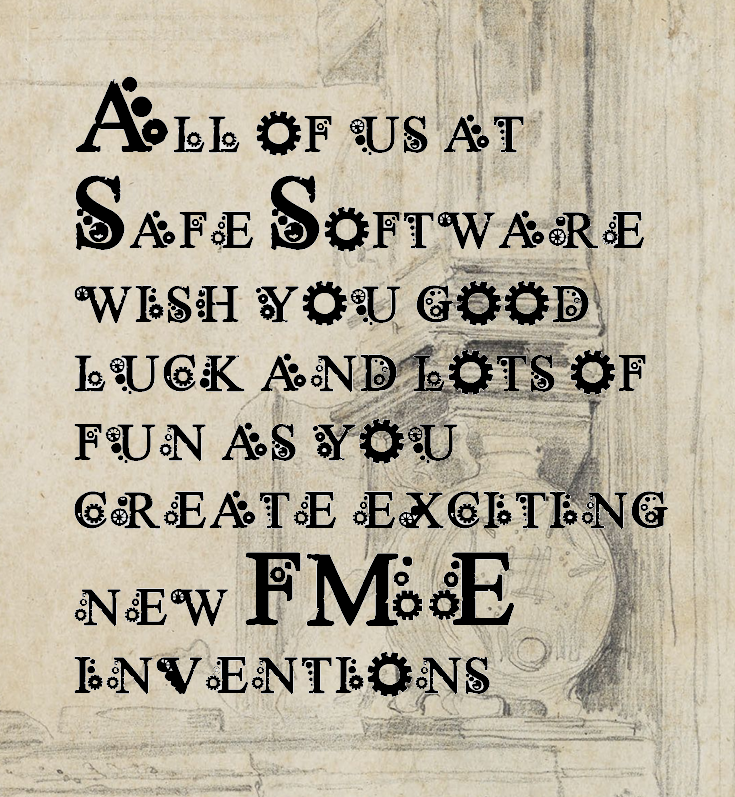 All of us at
Safe Software
wish you good
luck and lots of
fun as you
create exciting
new FME
inventions